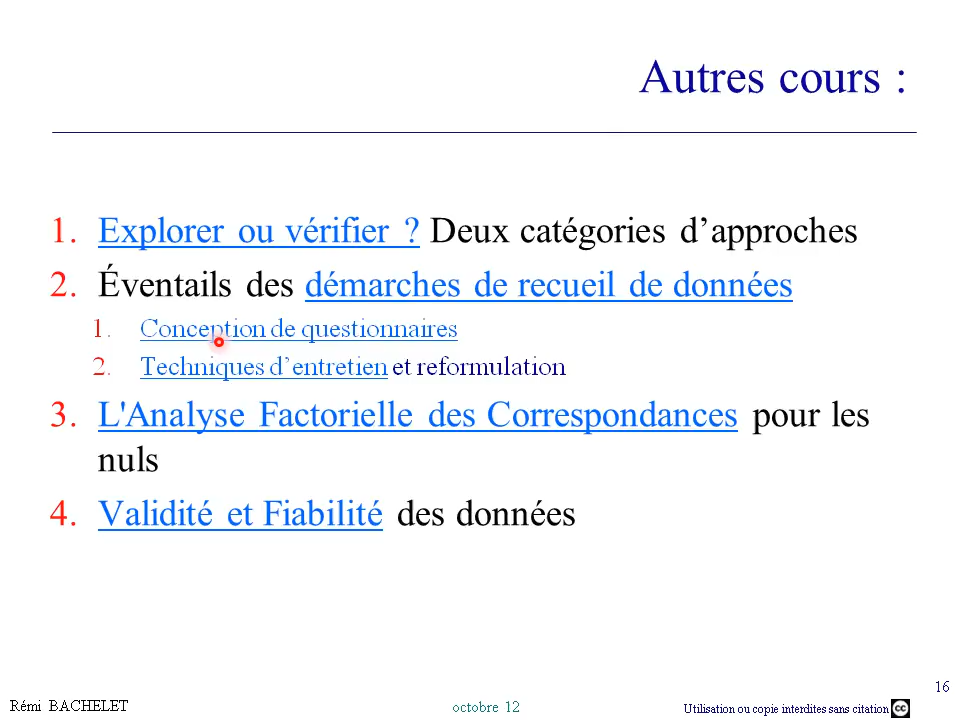 Autres cours :
1. Explorer ou vérifier ? Deux catégories d’approches
2. Éventails des démarches de recueil de données
1. Conception de questionnaires
2. Techniques d’entretien et reformulation
3. L'Analyse Factorielle des Correspondances pour les
nuls
4. Validité et Fiabilité des données
16
Rémi BACHELET
octobre 12
Utilisation ou copie interdites sans citation
cc